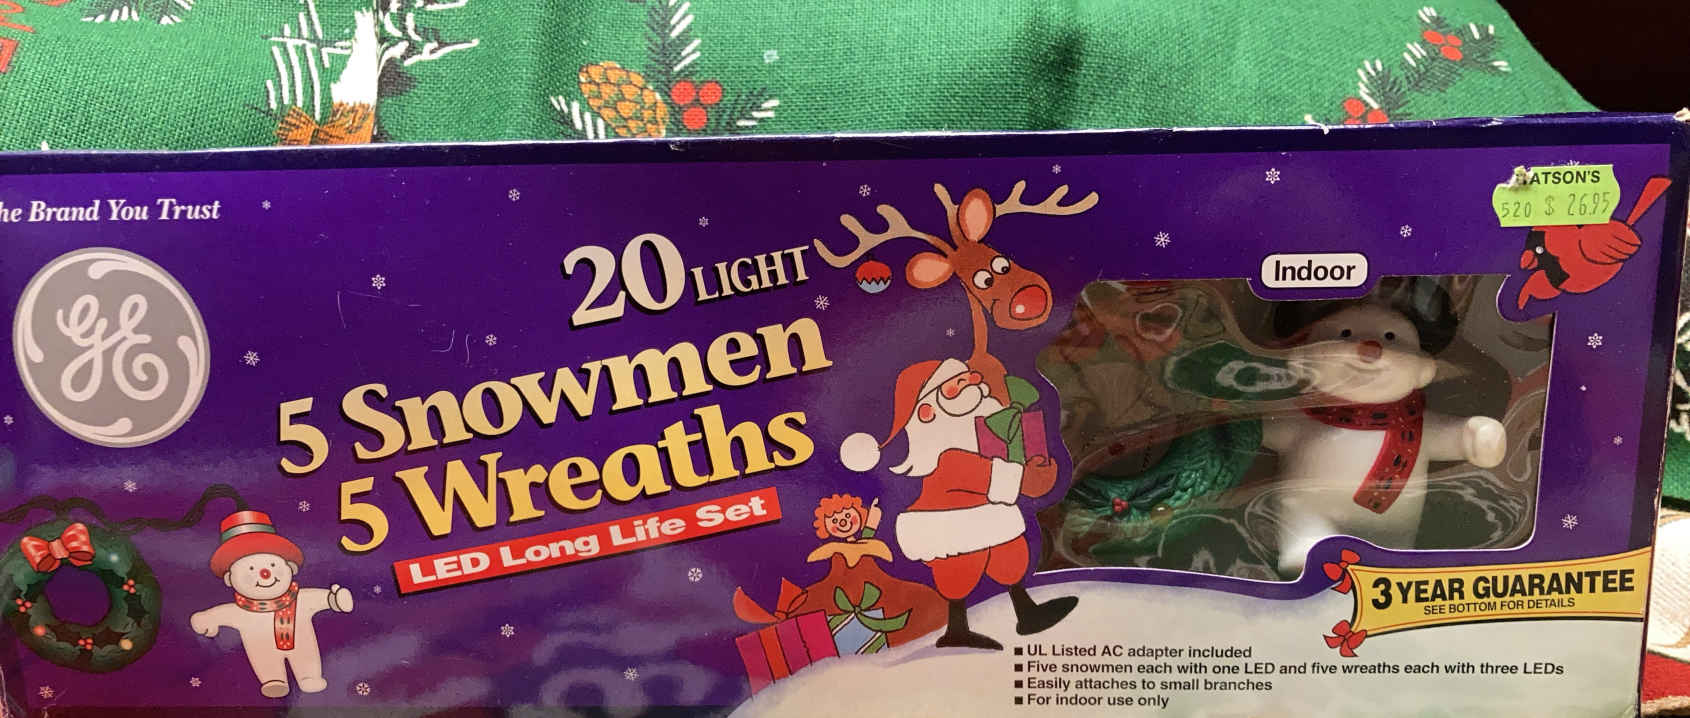 he Brand You Trust
GE
ATSON'S
520 $ 26.95
Indoor
20 LIGHT
5 Snowmen
5 Wreaths
LED Long Life Set
3 YEAR GUARANTEE
SEE BOTTOM FOR DETAILS
■ UL Listed AC adapter included
■ Five snowmen each with one LED and five wreaths each with three LEDs
■ Easily attaches to small branches
■ For indoor use only